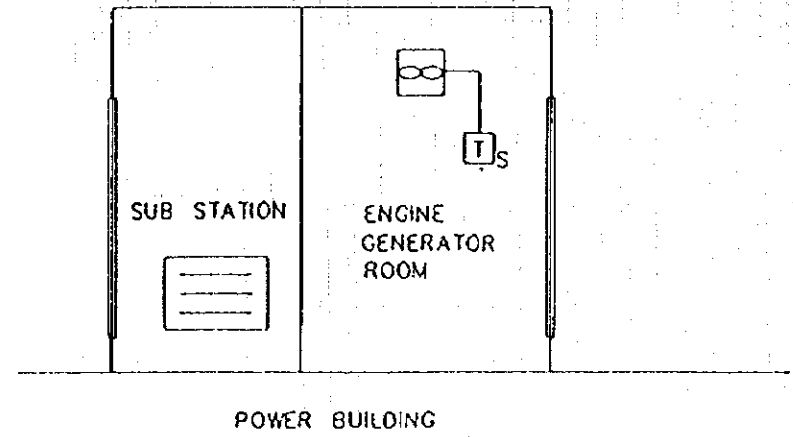 T
S
SUB STATION
ENGINE
GENERATOR
ROOM
POWER BUILDING